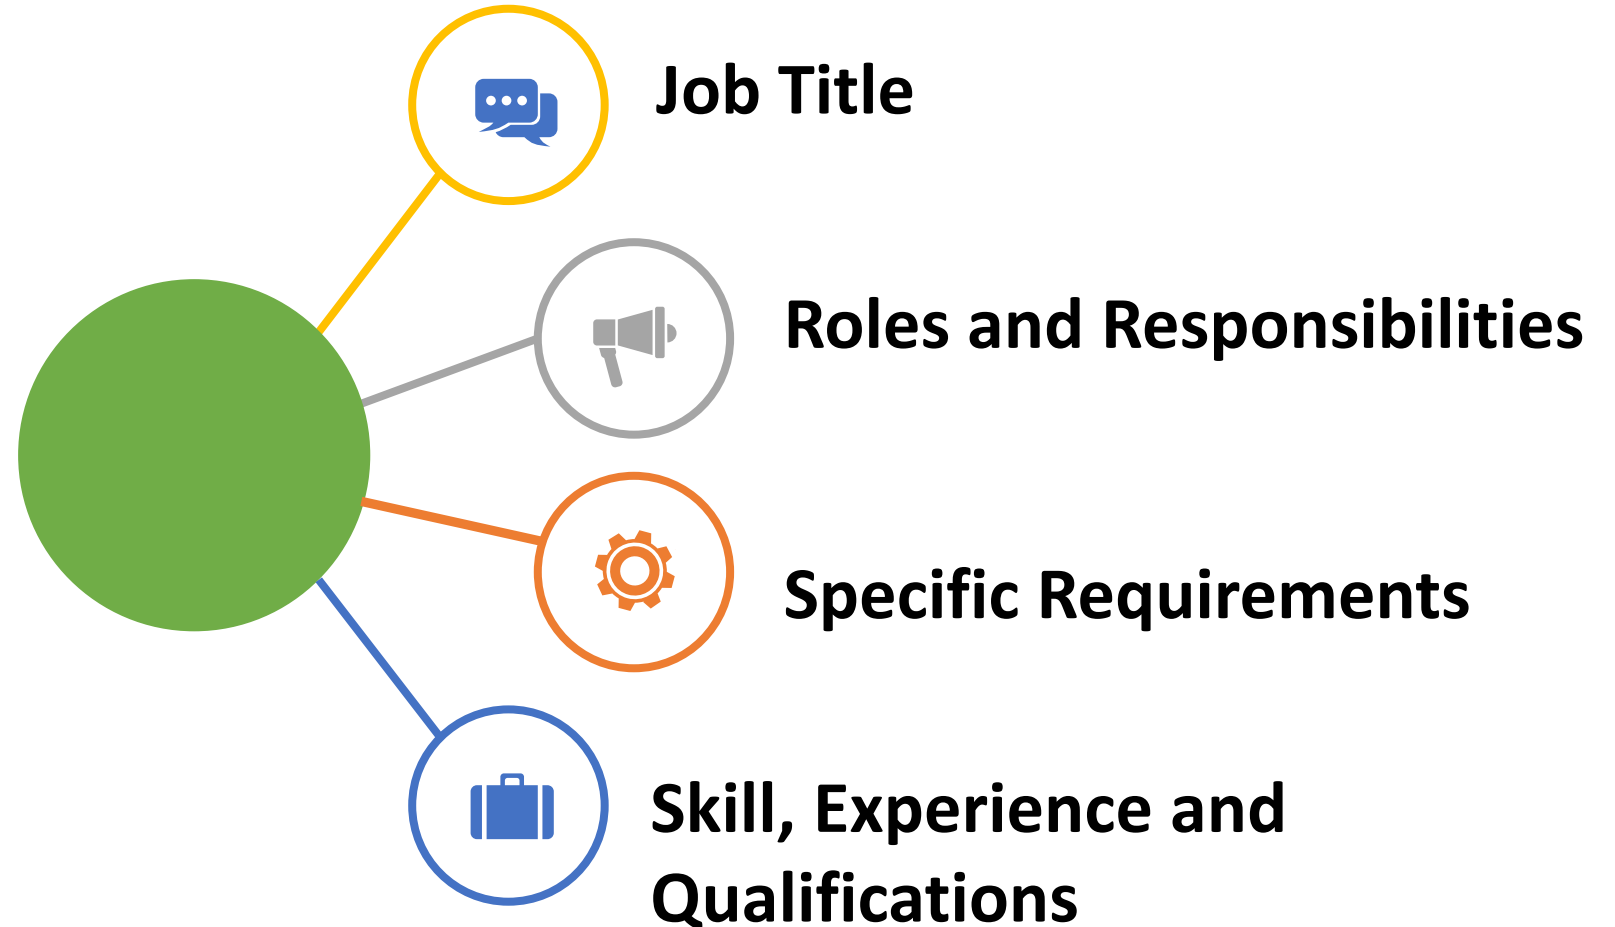 Job Title
Roles and Responsibilities
Specific Requirements
Skill, Experience and
Qualifications